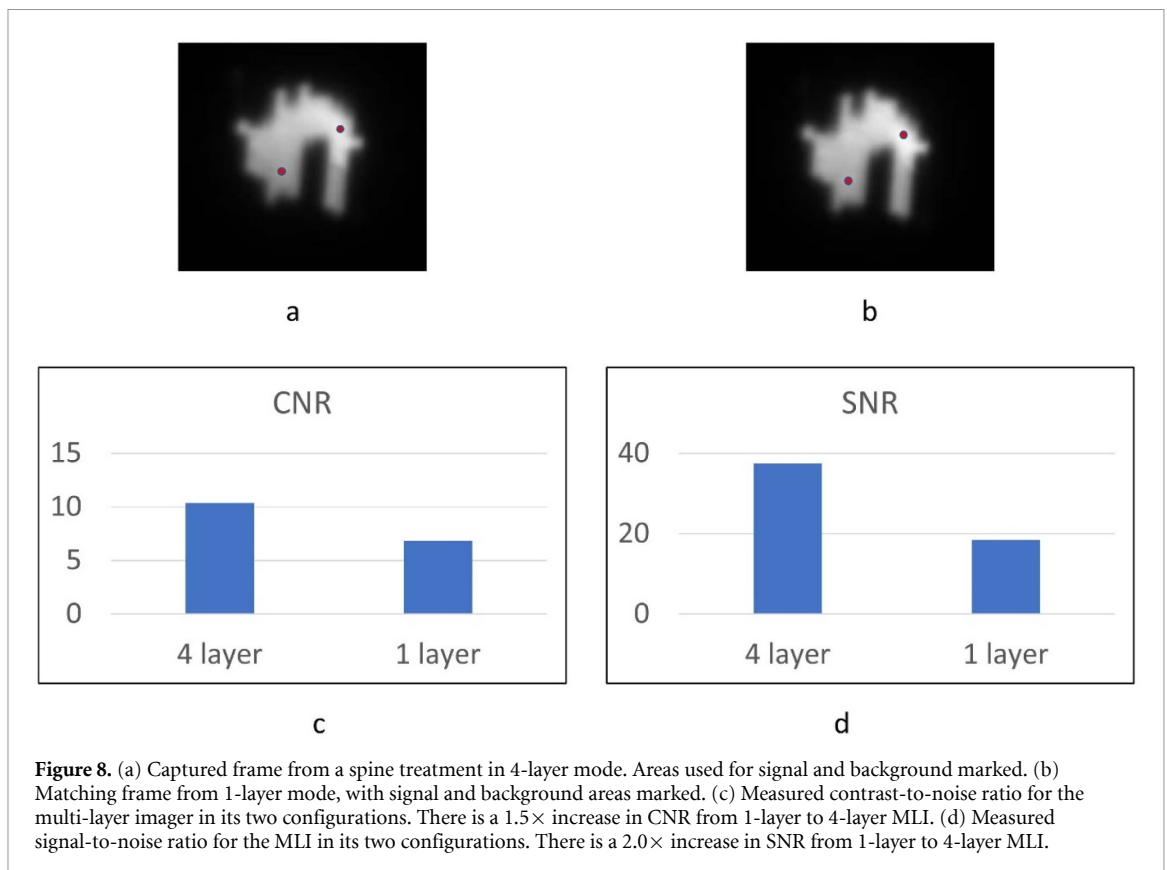 a
b
CNR
15
10
5
0
4 layer
1 layer
SNR
40
20
0
4 layer
1 layer
c
d
Figure 8. (a) Captured frame from a spine treatment in 4-layer mode. Areas used for signal and background marked. (b)
Matching frame from 1-layer mode, with signal and background areas marked. (c) Measured contrast-to-noise ratio for the
multi-layer imager in its two configurations. There is a 1.5× increase in CNR from 1-layer to 4-layer MLI. (d) Measured
signal-to-noise ratio for the MLI in its two configurations. There is a 2.0× increase in SNR from 1-layer to 4-layer MLI.